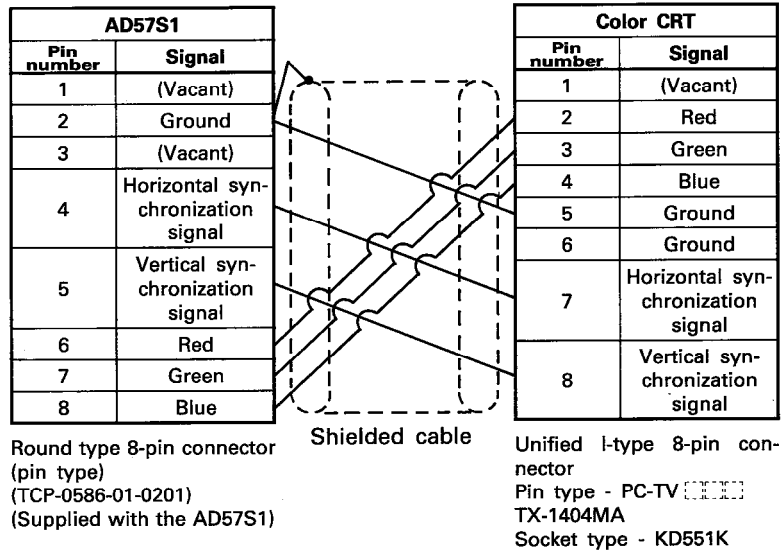 AD57S1
Pin number
Signal
1 (Vacant)
2 Ground
3 (Vacant)
4 Horizontal syn-
chronization
signal
5 Vertical syn-
chronization
signal
6 Red
7 Green
8 Blue
Round type 8-pin connector
(pin type)
(TCP-0586-01-0201)
(Supplied with the AD57S1)
Shielded cable
Color CRT
Pin number
Signal
1 (Vacant)
2 Red
3 Green
4 Blue
5 Ground
6 Ground
7 Horizontal syn-
chronization
signal
8 Vertical syn-
chronization
signal
Unified I-type 8-pin con-
nector
Pin type - PC-TV
TX-1404MA
Socket type - KD551K